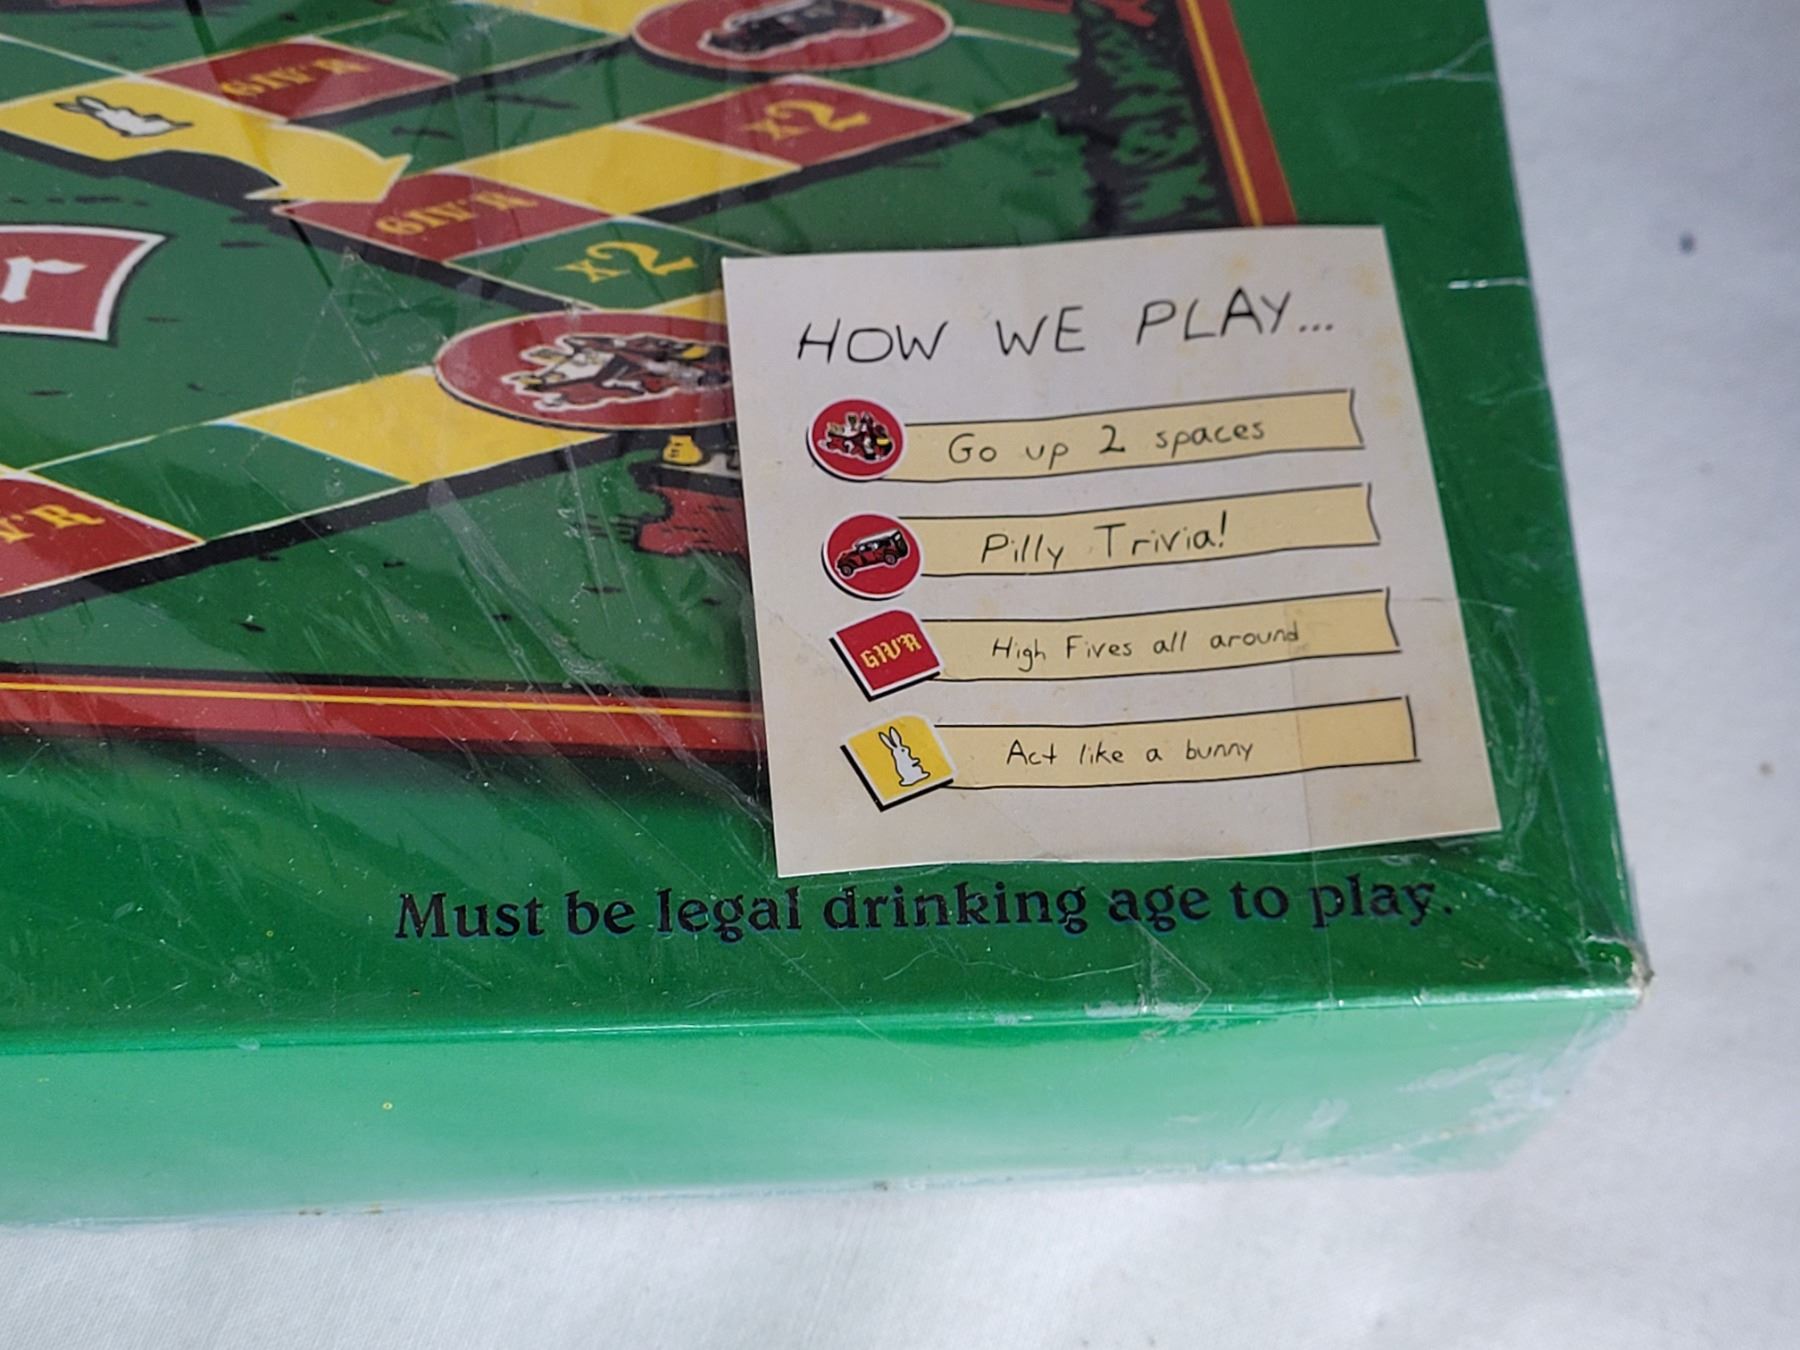 GIV'R
x2
GIV'R
x2
HOW WE PLAY...
Go up 2 spaces
Pilly Trivia!
GIV'R
High Fives all around
Act like a bunny
Must be legal drinking age to play.